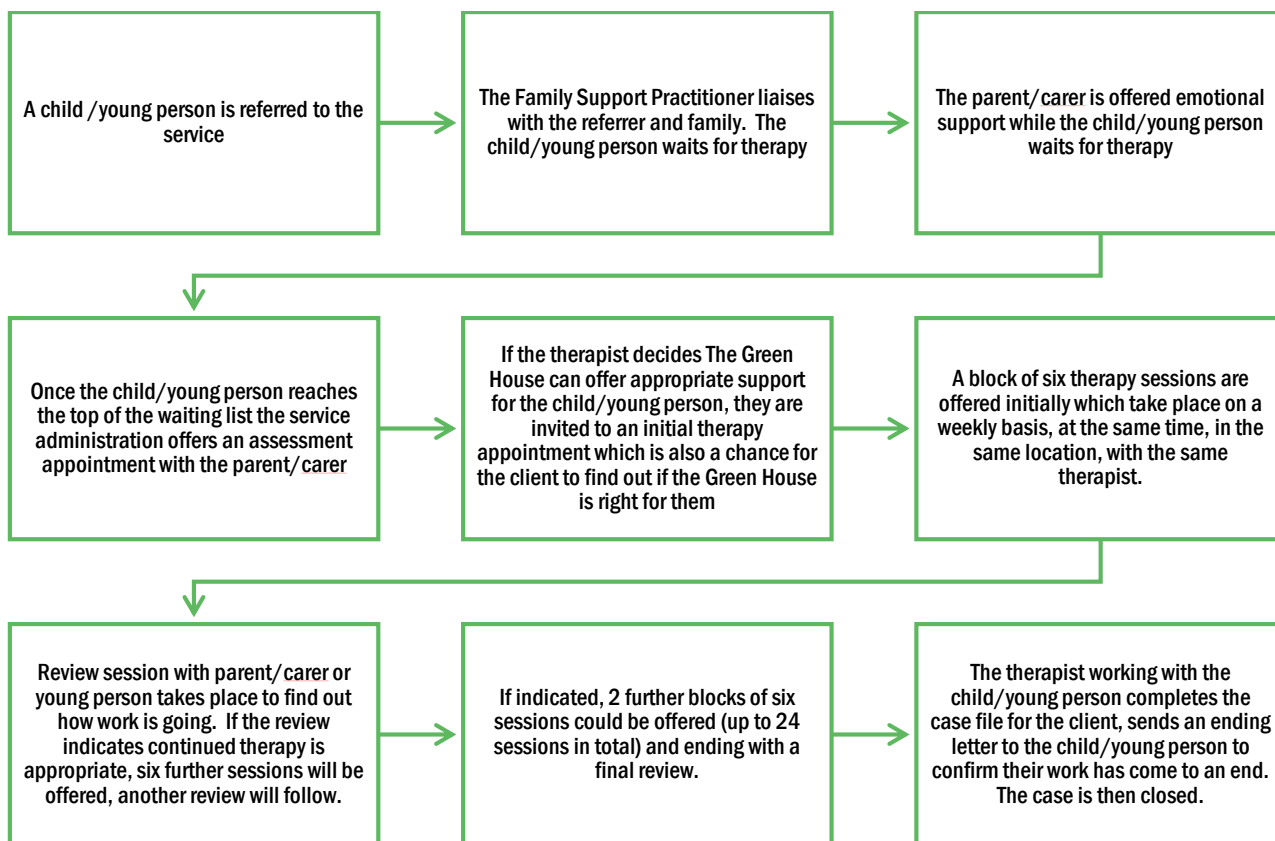 A child /young person is referred to the
service
The Family Support Practitioner liaises
with the referrer and family.  The
child/young person waits for therapy
The parent/carer is offered emotional
support while the child/young person
waits for therapy
Once the child/young person reaches
the top of the waiting list the service
administration offers an assessment
appointment with the parent/carer
If the therapist decides The Green
House can offer appropriate support
for the child/young person, they are
invited to an initial therapy
appointment which is also a chance for
the client to find out if the Green House
is right for them
A block of six therapy sessions are
offered initially which take place on a
weekly basis, at the same time, in the
same location, with the same
therapist.
Review session with parent/carer or
young person takes place to find out
how work is going.  If the review
indicates continued therapy is
appropriate, six further sessions will be
offered, another review will follow.
If indicated, 2 further blocks of six
sessions could be offered (up to 24
sessions in total) and ending with a
final review.
The therapist working with the
child/young person completes the
case file for the client, sends an ending
letter to the child/young person to
confirm their work has come to an end.
The case is then closed.